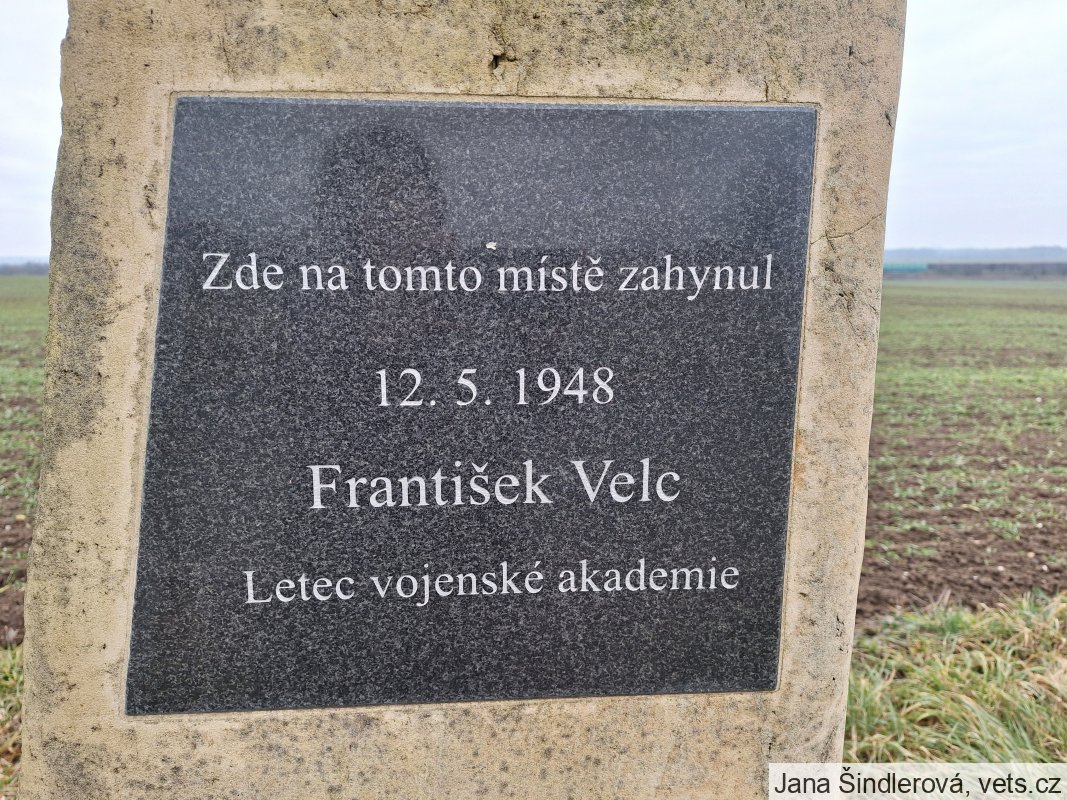 Zde na tomto místě zahynul
12. 5. 1948
František Velc
Letec vojenské akademie
Jana Šindlerová, vets.cz